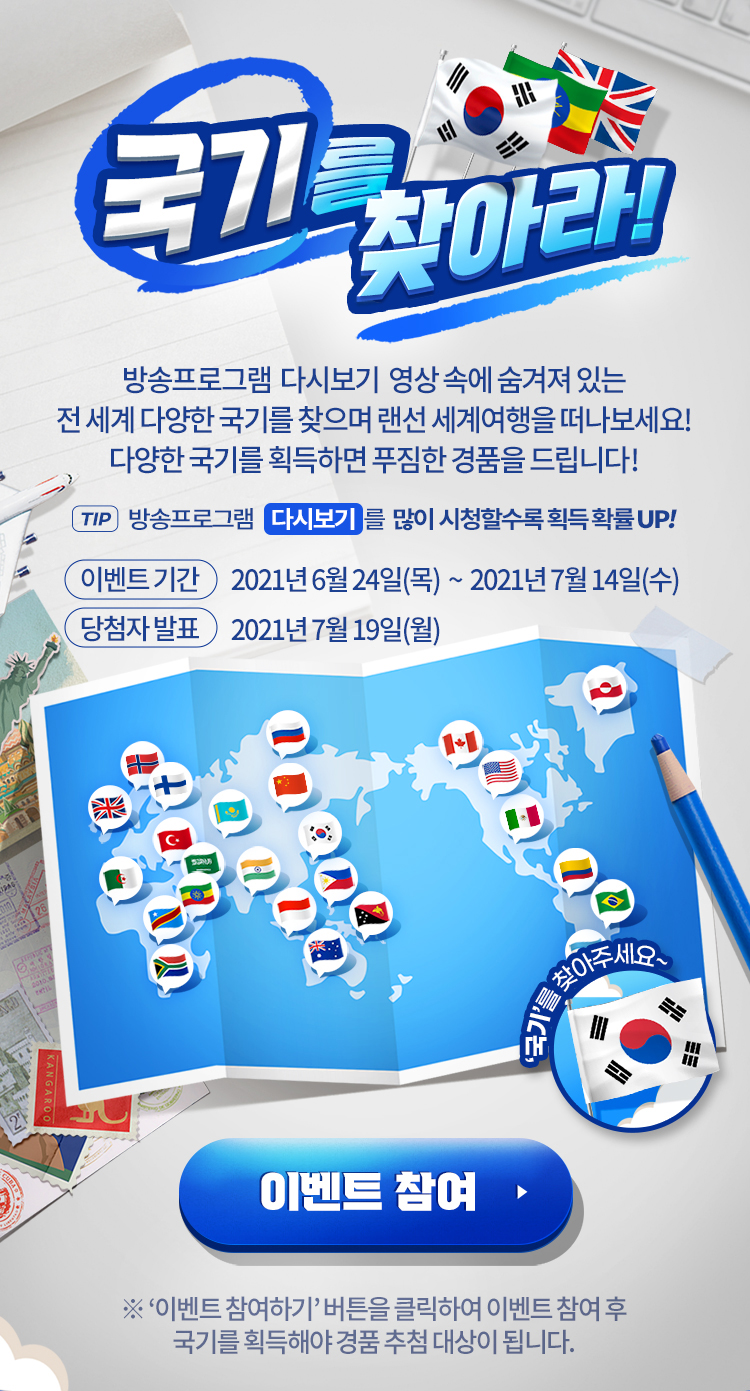 국기를
찾아라!
방송프로그램 다시보기 영상 속에 숨겨져 있는
전 세계 다양한 국기를 찾으며 랜선 세계여행을 떠나보세요!
다양한 국기를 획득하면 푸짐한 경품을 드립니다!
TIP 방송프로그램 다시보기를 많이 시청할수록 획득 확률 UP!
이벤트 기간 2021년 6월 24일(목) ~ 2021년 7월 14일(수)
당첨자 발표 2021년 7월 19일(월)
'국기'를 찾아주세요~
KANGAROO
이벤트 참여
※ ‘이벤트 참여하기’ 버튼을 클릭하여 이벤트 참여 후
국기를 획득해야 경품 추첨 대상이 됩니다.